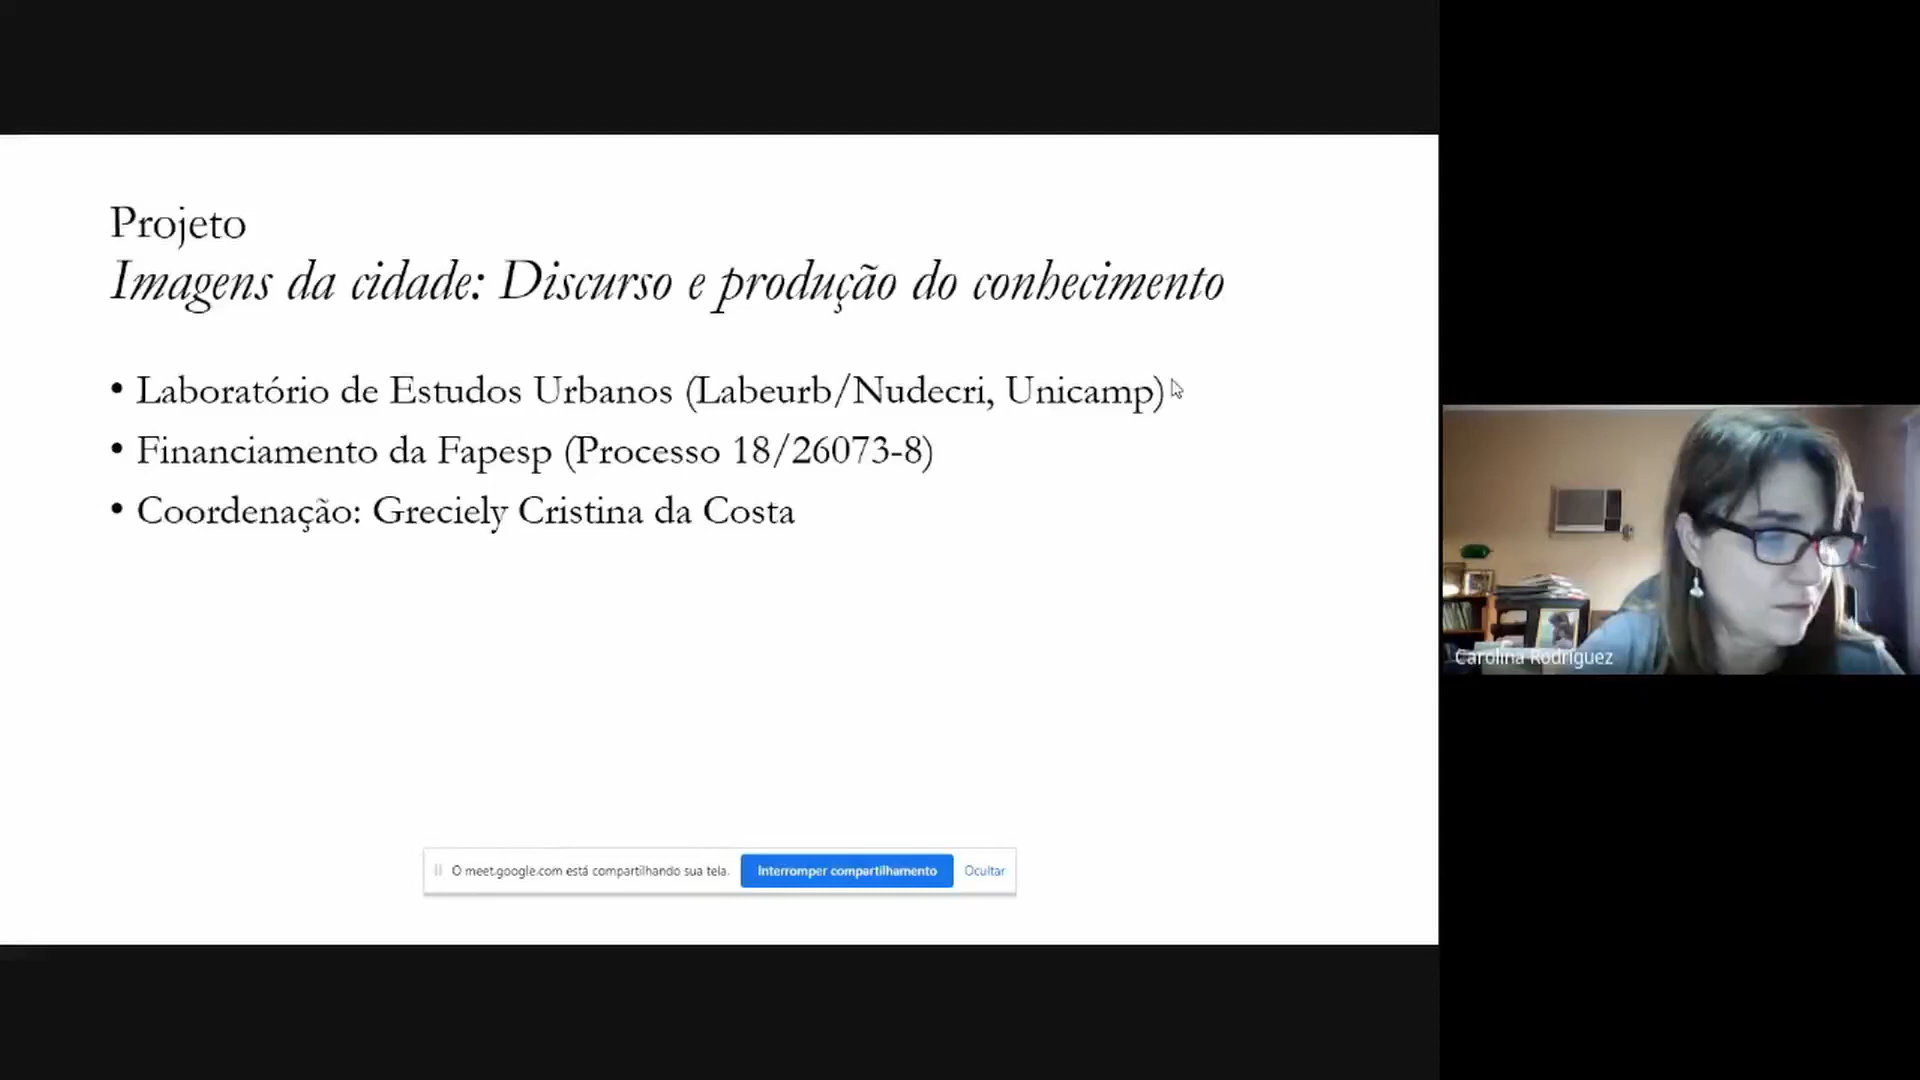 Projeto
Imagens da cidade: Discurso e produção do conhecimento
• Laboratório de Estudos Urbanos (Labeurb/Nudecri, Unicamp)
• Financiamento da Fapesp (Processo 18/26073-8)
• Coordenação: Greciely Cristina da Costa
Carolina Rodríguez
O meet.google.com está compartilhando sua tela. Interromper compartilhamento Ocultar